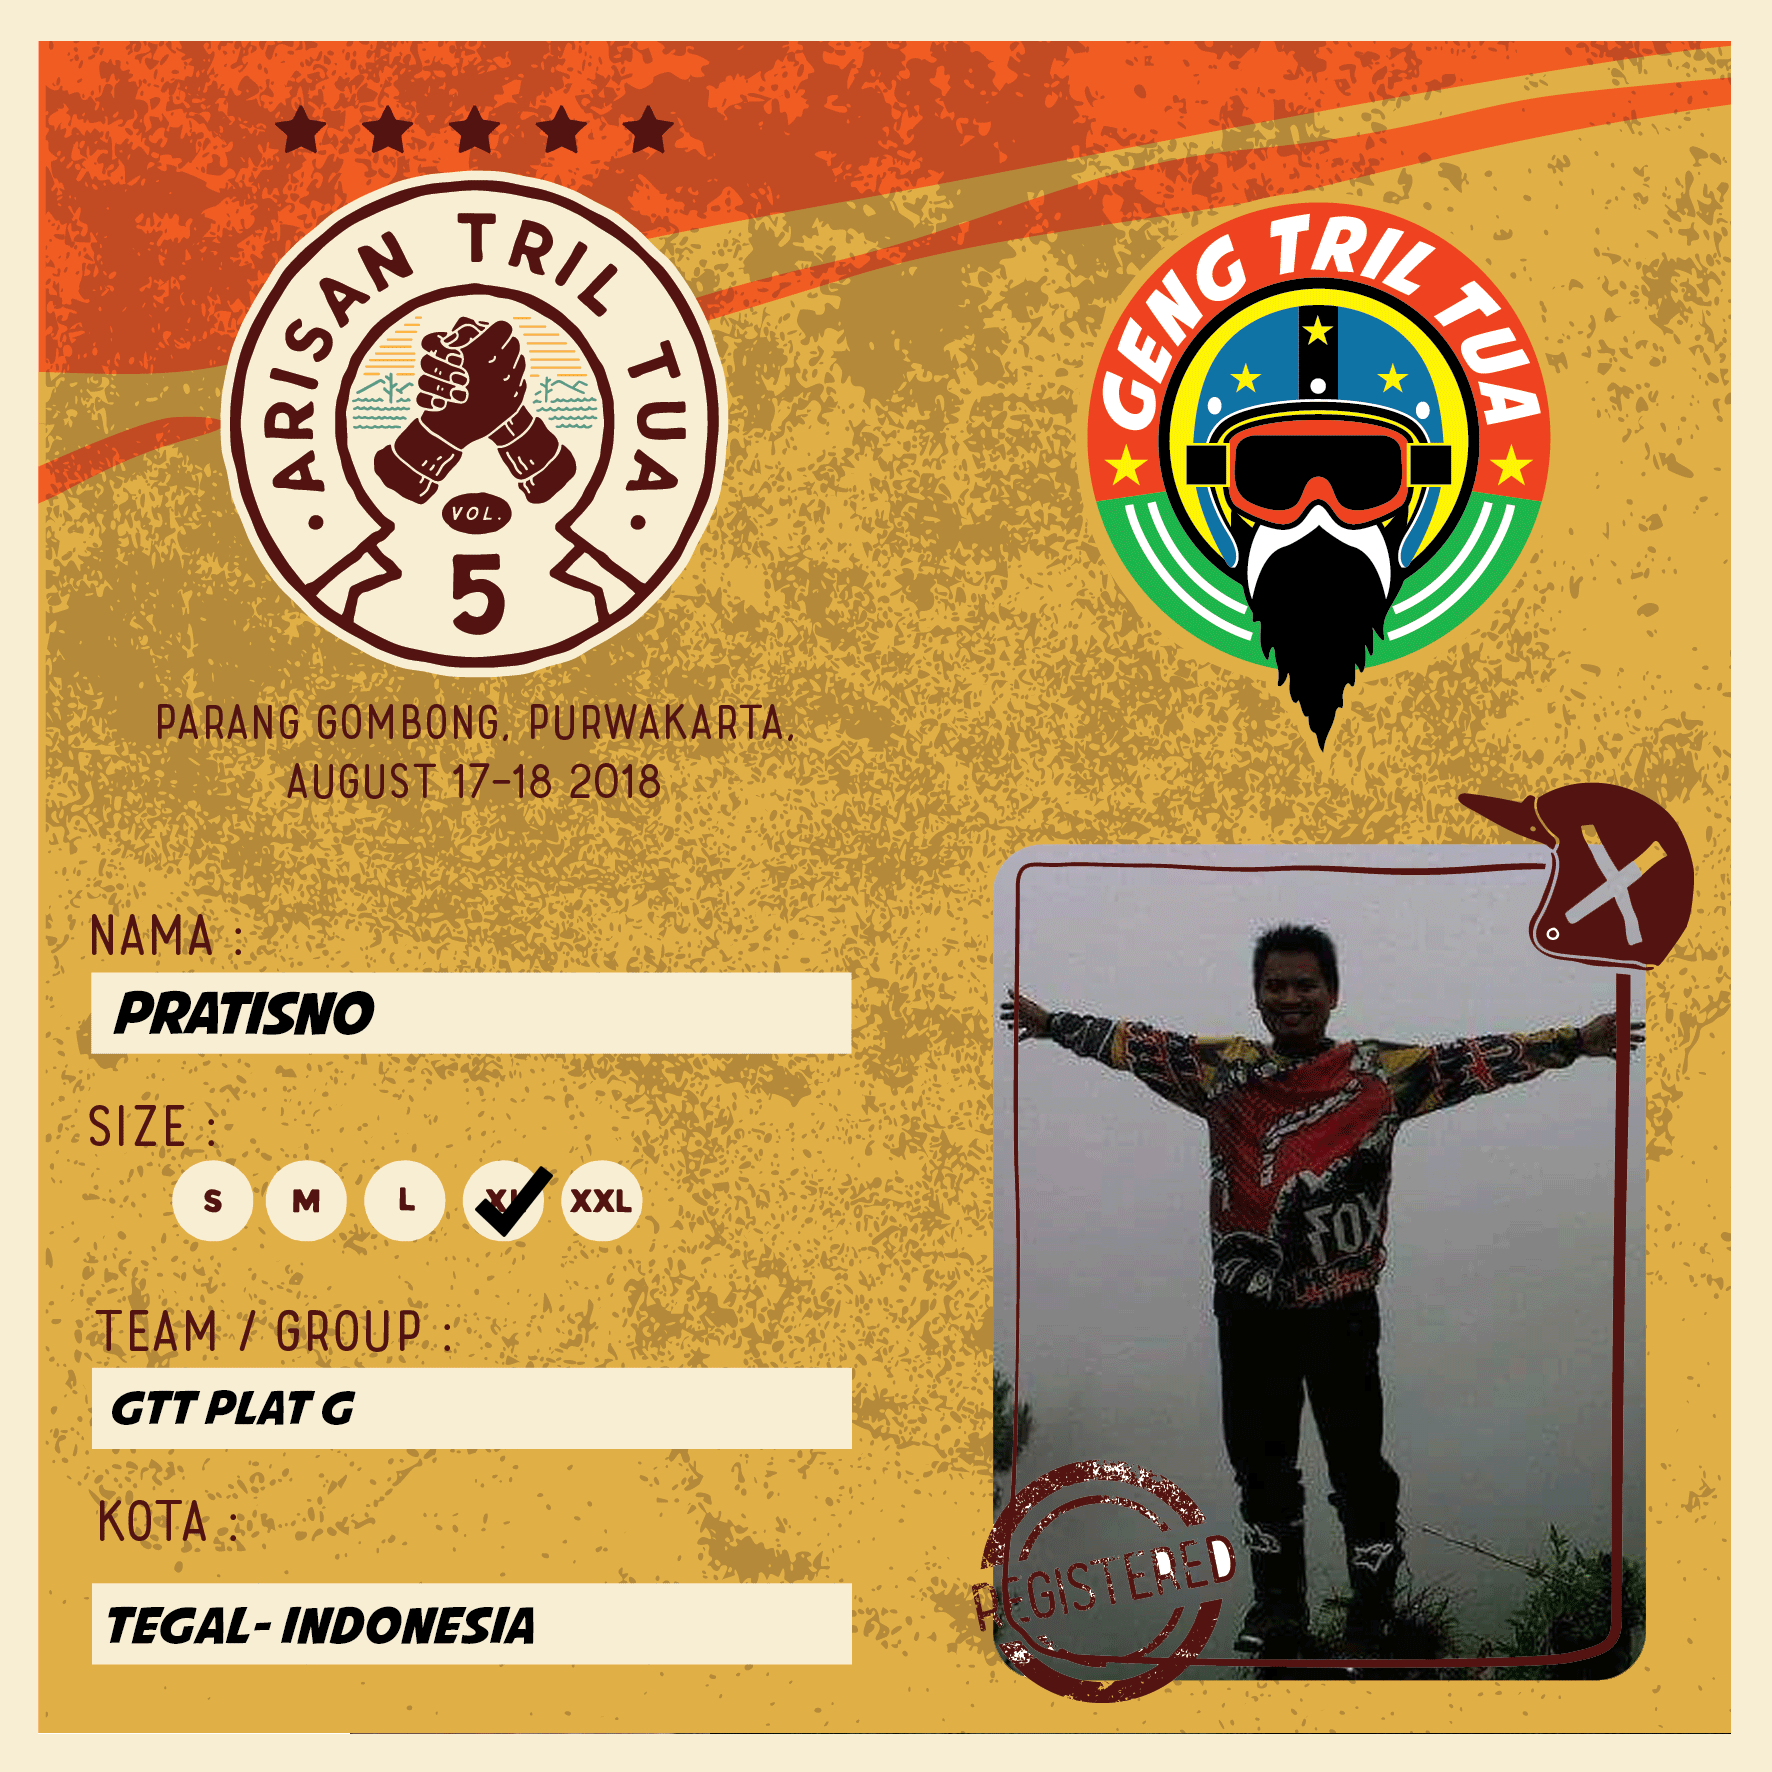 ARISAN TRIL TUA
VOL.
5
GENG TRIL TUA
PARANG GOMBONG, PURWAKARTA,
AUGUST 17-18 2018
NAMA :
PRATISNO
SIZE :
S M L XL XXL
TEAM / GROUP :
GTT PLAT G
KOTA :
TEGAL- INDONESIA
FOX
REGISTERED